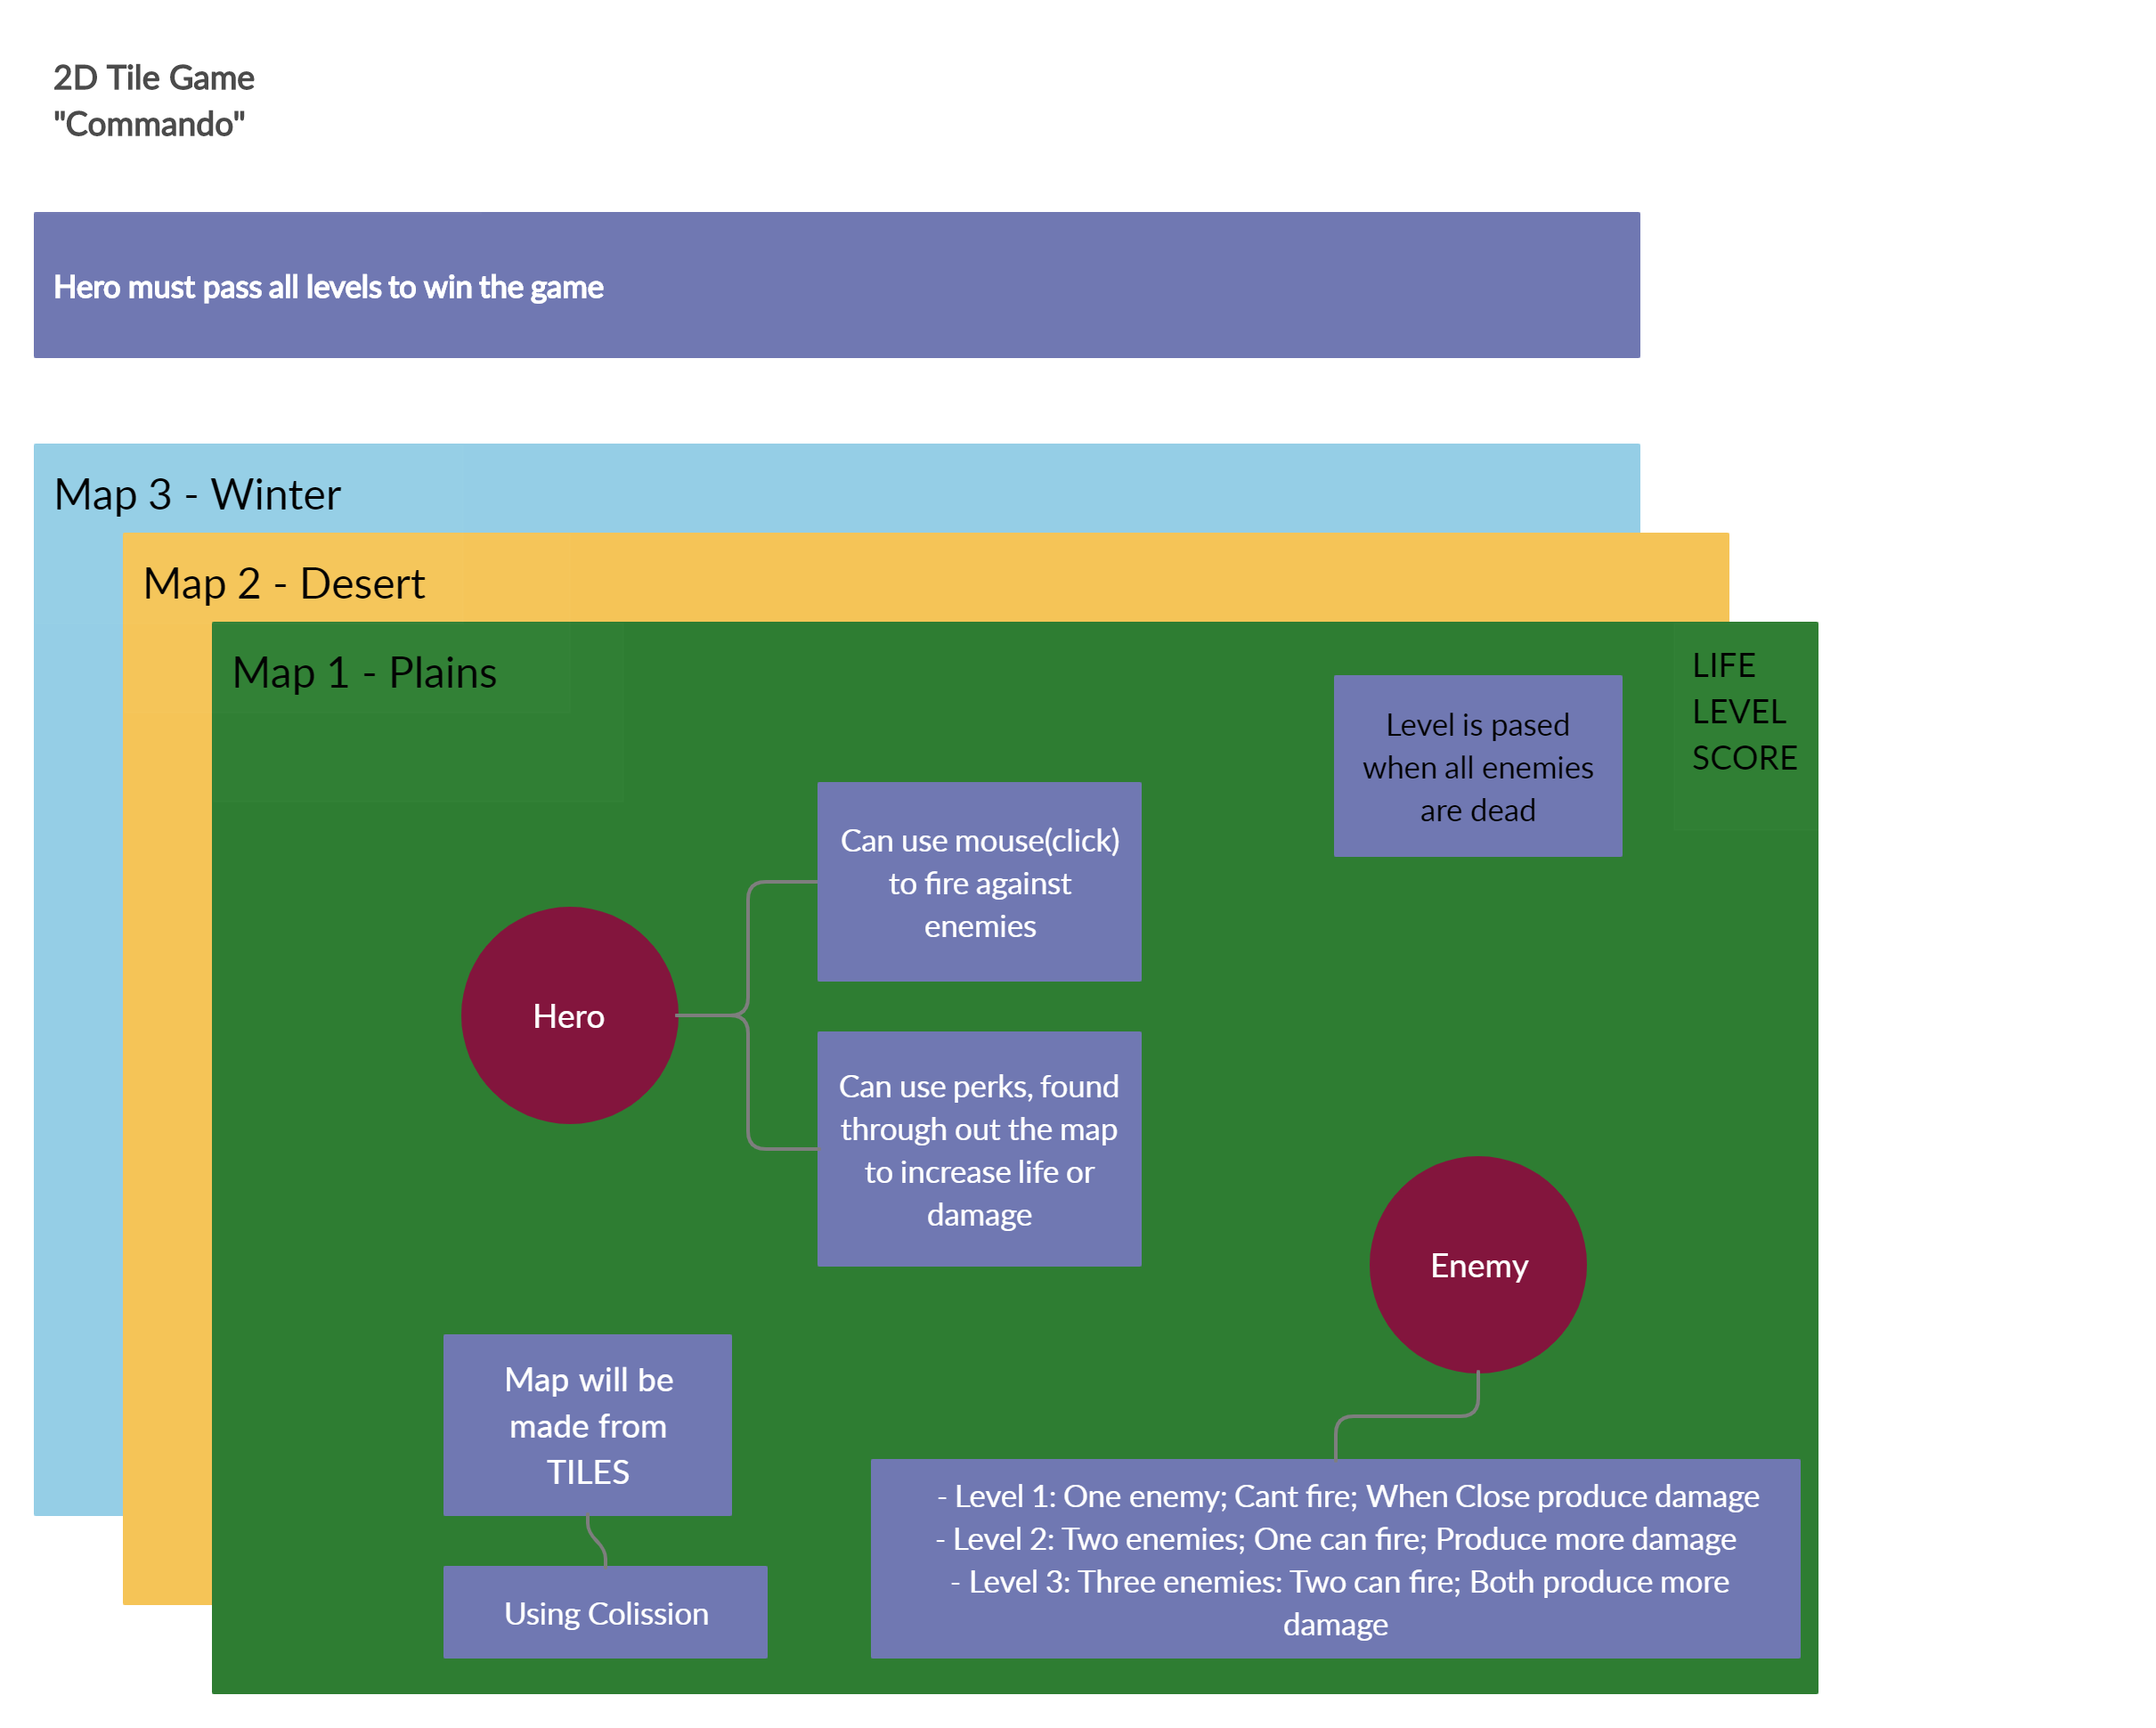 2D Tile Game
"Commando"
Hero must pass all levels to win the game
Map 3 - Winter
Map 2 - Desert
Map 1 - Plains
LIFE
LEVEL
SCORE
Level is pased
when all enemies
are dead
Can use mouse(click)
to fire against
enemies
Hero
Can use perks, found
through out the map
to increase life or
damage
Enemy
Map will be
made from
TILES
Using Colission
- Level 1: One enemy; Cant fire; When Close produce damage
- Level 2: Two enemies; One can fire; Produce more damage
- Level 3: Three enemies: Two can fire; Both produce more
damage